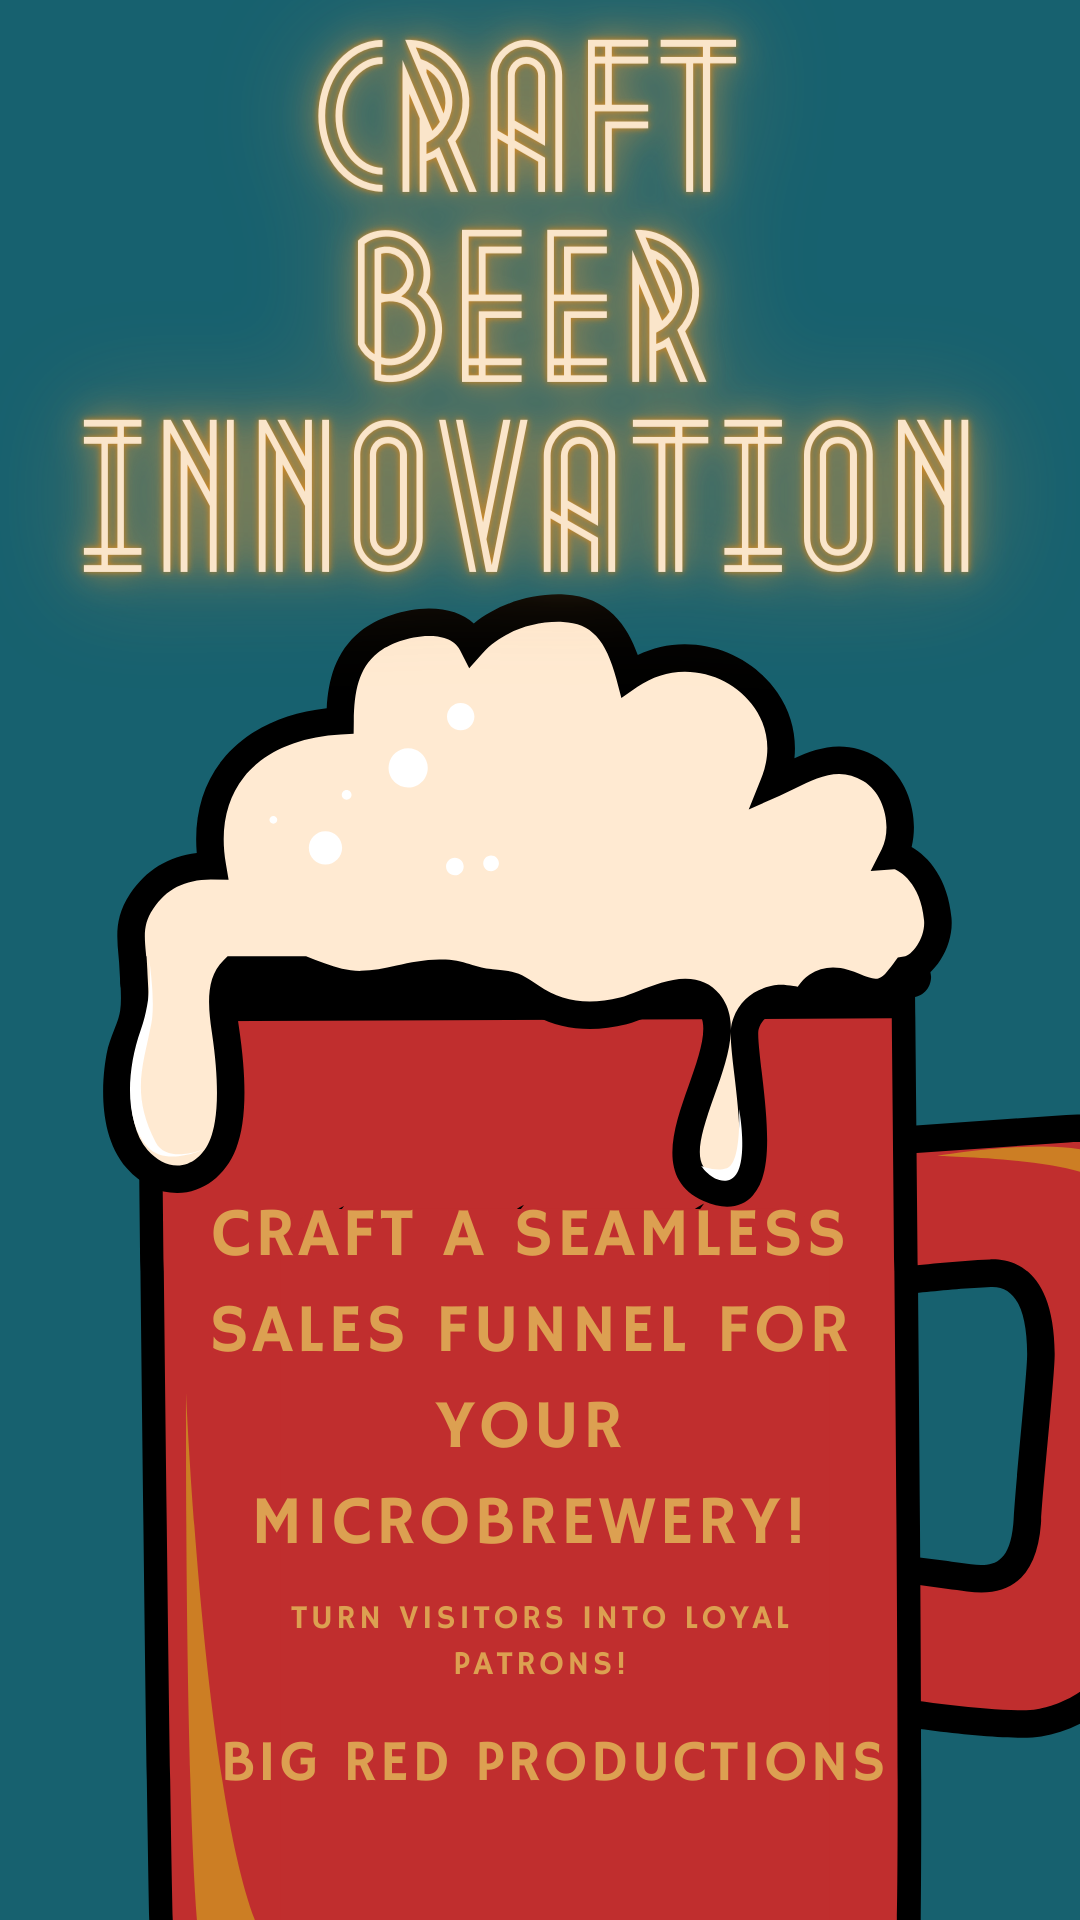 CRAFT
BEER
INNOVATION
CRAFT A SEAMLESS
SALES FUNNEL FOR
YOUR
MICROBREWERY!
TURN VISITORS INTO LOYAL
PATRONS!
BIG RED PRODUCTIONS